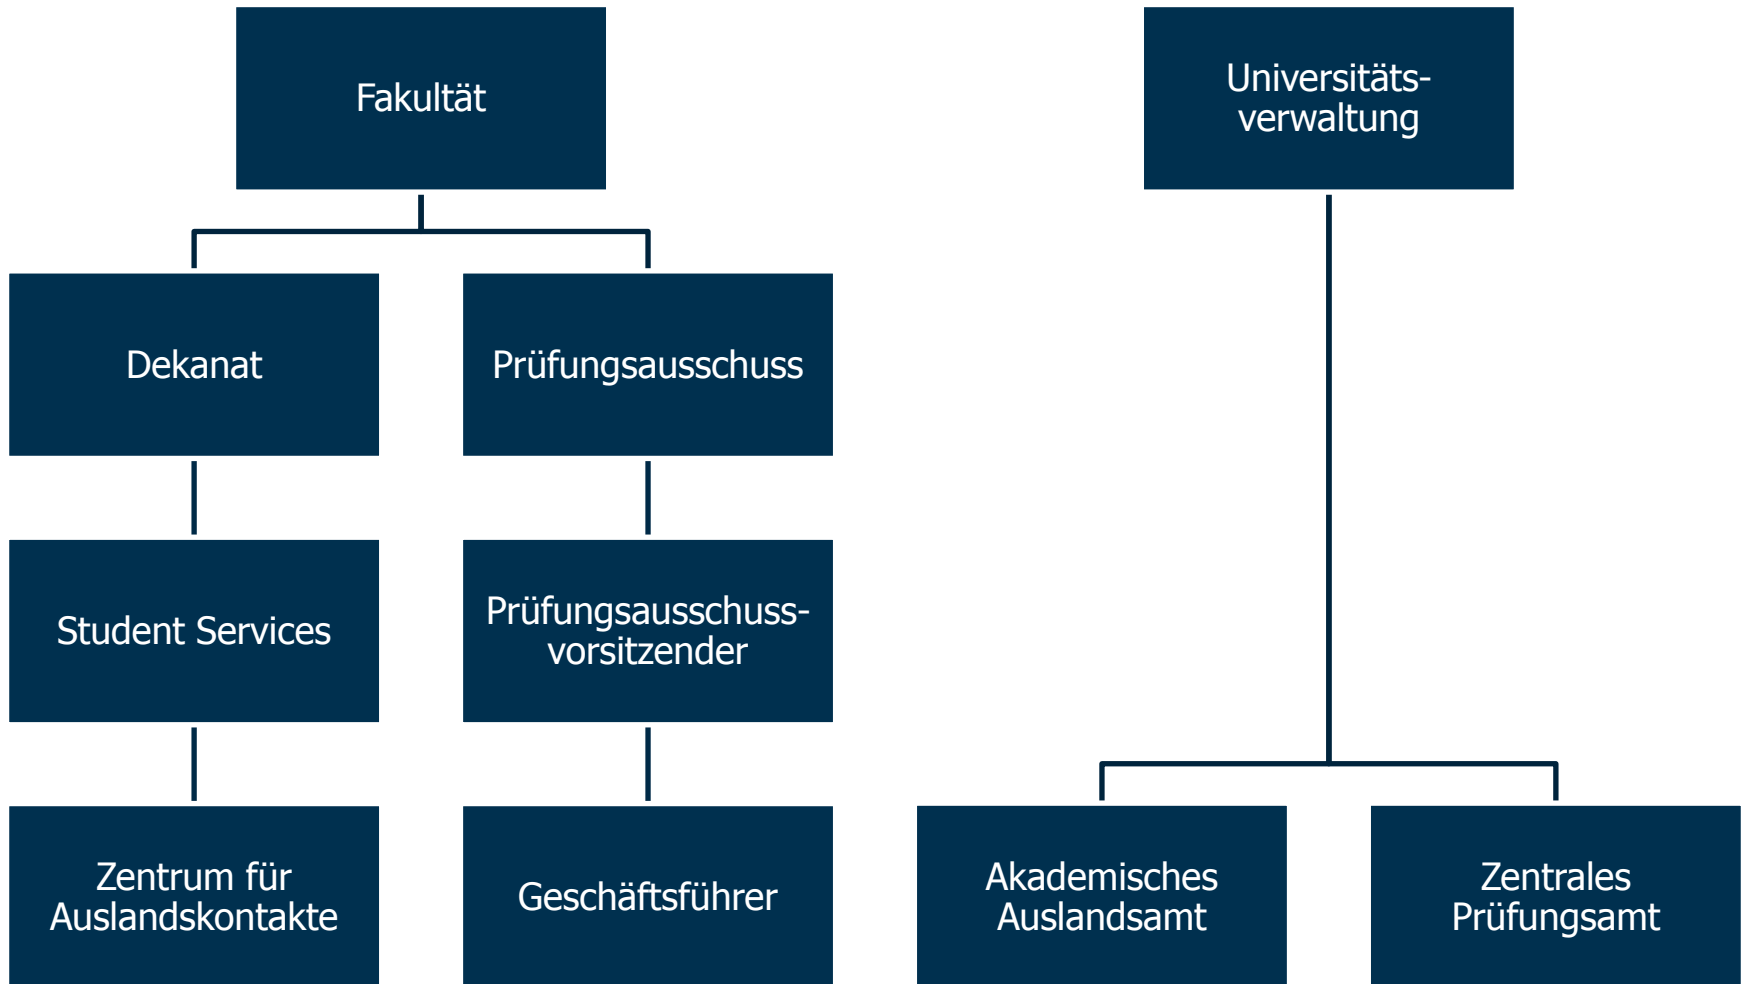 Fakultät
Universitäts-
verwaltung
Dekanat
Prüfungsausschuss
Student Services
Prüfungsausschuss-
vorsitzender
Zentrum für
Auslandskontakte
Geschäftsführer
Akademisches
Auslandsamt
Zentrales
Prüfungsamt